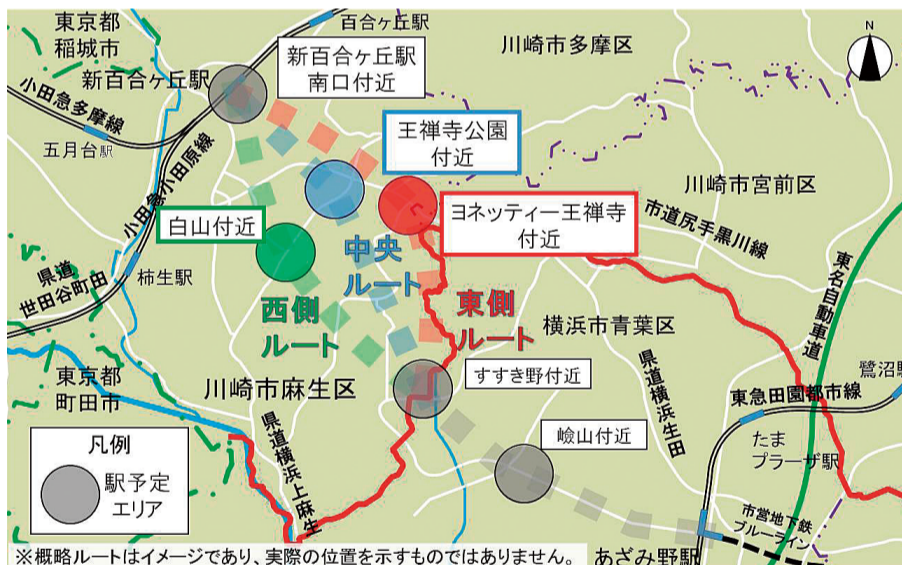 東京都
稲城市
百合ヶ丘駅
川崎市多摩区
N
新百合ヶ丘駅
新百合ヶ丘駅
南口付近
小田急多摩線
五月台駅
小田急小田原線
王禅寺公園
付近
川崎市宮前区
市道尻手黒川線
白山付近
ヨネッティー王禅寺
付近
東名自動車道
県道
世田谷町田
柿生駅
中央
ルート
西側
ルート
東側
ルート
横浜市青葉区
東京都
町田市
川崎市麻生区
すすき野付近
県道横浜生田
東急田園都市線
鷺沼駅
凡例
駅予定
エリア
県道横浜上麻生
嶮山付近
たま
プラーザ駅
市営地下鉄
ブルーライン
あざみ野駅
※概略ルートはイメージであり、実際の位置を示すものではありません。